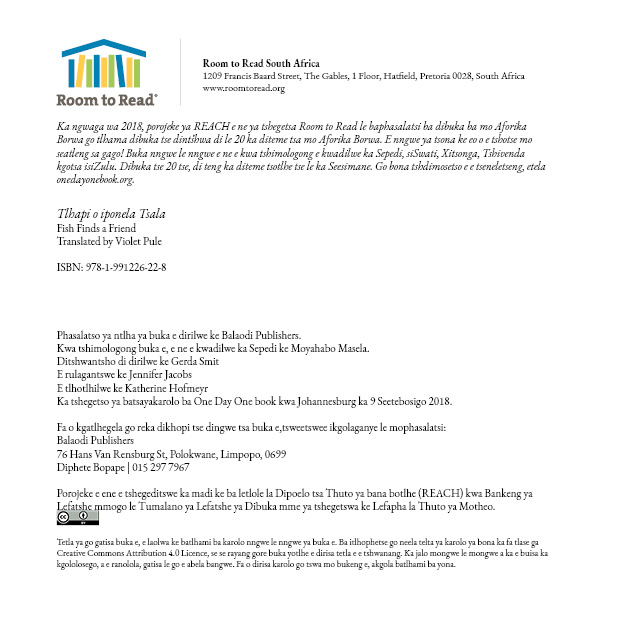 Room to Read®
Room to Read South Africa
1209 Francis Baard Street, The Gables, 1 Floor, Hatfield, Pretoria 0028, South Africa
www.roomtoread.org
Ka ngwaga wa 2018, porojeke ya REACH e ne ya tshegetsa Room to Read le baphasalatsi ba dibuka ba mo Aforika
Borwa go tlhama dibuka tse dintšhwa di le 20 ka diteme tsa mo Aforika Borwa. E nngwe ya tsona ke eo o e tshotse mo
seatleng sa gago! Buka nngwe le nngwe e ne e kwa tshimologong e kwadilwe ka Sepedi, siSwati, Xitsonga, Tshivenda
kgotsa isiZulu. Dibuka tse 20 tse, di teng ka diteme tsotlhe tse le ka Seesimane. Go bona tshdimosetso e e tseneletseng, etela
onedayonebook.org.
Tlhapi o iponela Tsala
Fish Finds a Friend
Translated by Violet Pule
ISBN: 978-1-991226-22-8
Phasalatso ya ntlha ya buka e dirilwe ke Balaodi Publishers.
Kwa tshimologong buka e, e ne e kwadilwe ka Sepedi ke Moyahabo Masela.
Ditshwantsho di dirilwe ke Gerda Smit
E rulagantswe ke Jennifer Jacobs
E tlhotlhilwe ke Katherine Hofmeyr
Ka tshegetso ya batsayakarolo ba One Day One book kwa Johannesburg ka 9 Seetebosigo 2018.
Fa o kgatlhegela go reka dikhopi tse dingwe tsa buka e,tsweetswee ikgolaganye le mophasalatsi:
Balaodi Publishers
76 Hans Van Rensburg St, Polokwane, Limpopo, 0699
Diphete Bopape | 015 297 7967
Porojeke e ene e tshegeditswe ka madi ke ba letlole la Dipoelo tsa Thuto ya bana botlhe (REACH) kwa Bankeng ya
Lefatshe mmogo le Tumalano ya Lefatshe ya Dibuka mme ya tshegetswa ke Lefapha la Thuto ya Motheo.
cc BY
Tetla ya go gatisa buka e, e laolwa ke batlhami ba karolo nngwe le nngwe ya buka e. Ba itlhophetse go neela telta ya karolo ya bona ka fa tlase ga
Creative Commons Attribution 4.0 Licence, se se rayang gore buka yotlhe e dirisa tetla e e tshwanang. Ka jalo mongwe le mongwe a ka e buisa ka
kgololosego, a e ranolola, gatisa le go e abela bangwe. Fa o dirisa karolo go tswa mo bukeng e, akgola batlhami ba yona.